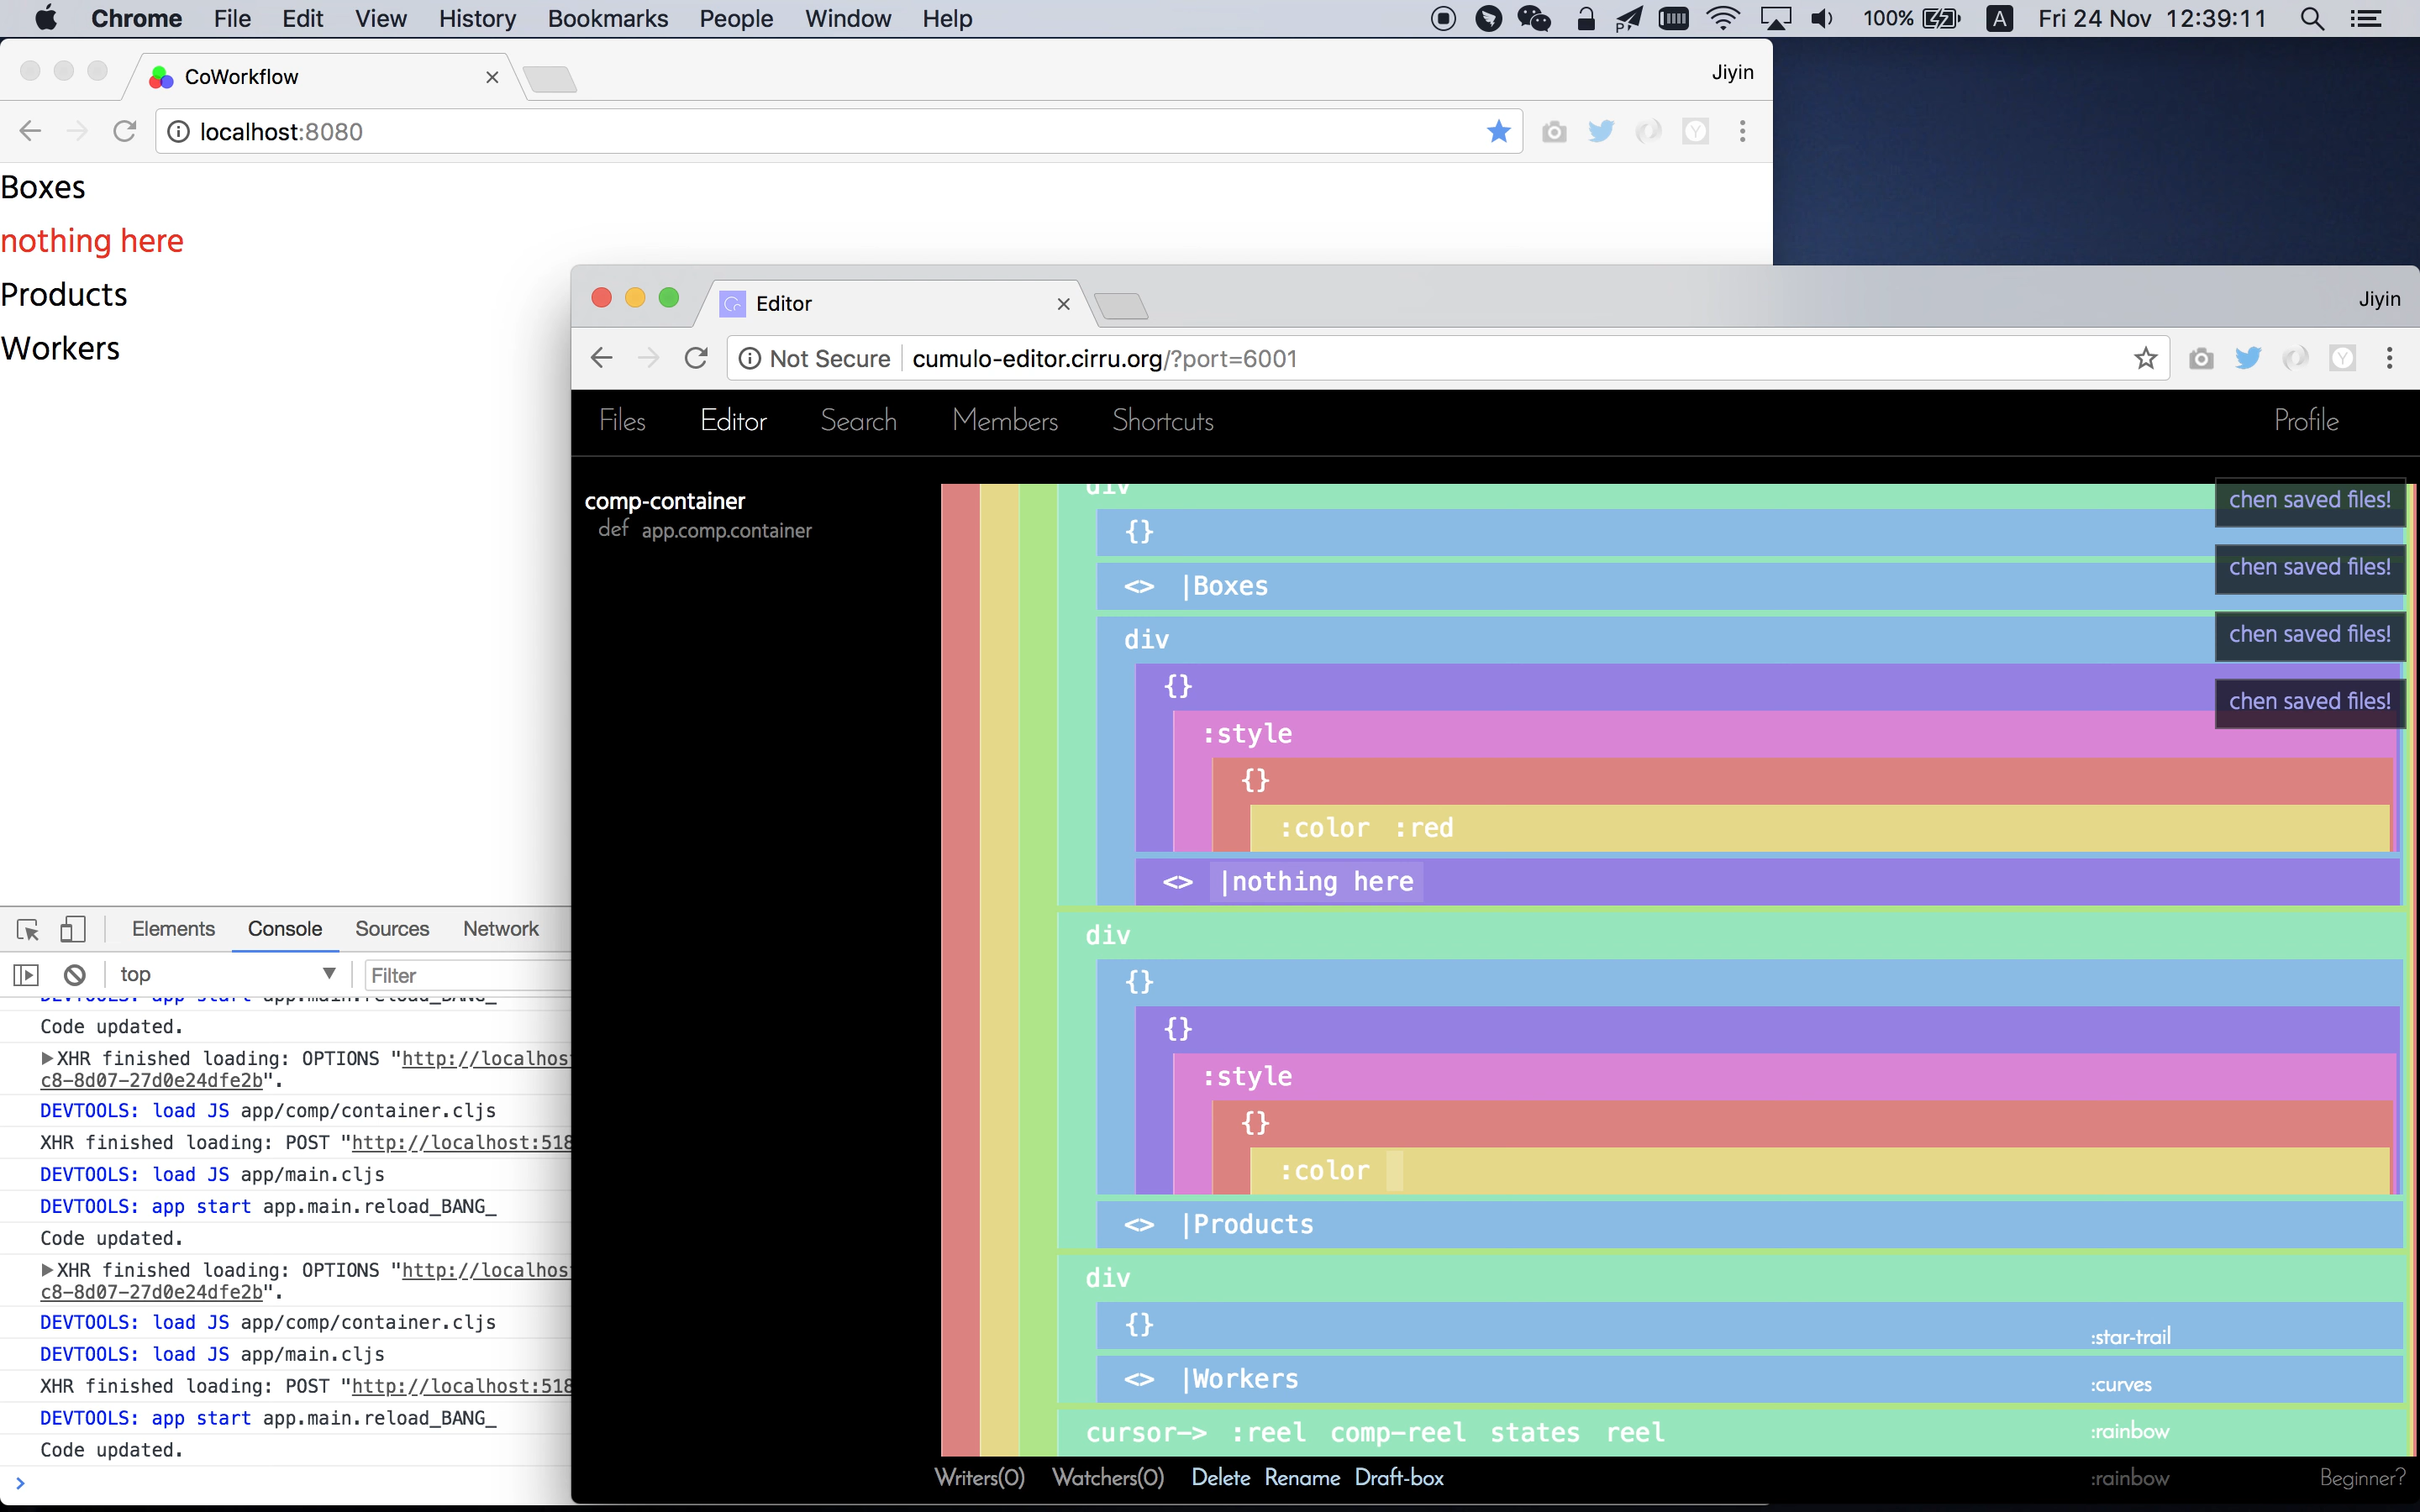 Chrome File Edit View History Bookmarks People Window Help 100% A Fri 24 Nov 12:39:11
CoWorkflow Jiyin
localhost:8080
Boxes
nothing here
Products
Workers
Elements Console Sources Network
top Filter
DEVTOOLS: app start app.main.reload_BANG_
Code updated.
XHR finished loading: OPTIONS "http://localhos
c8-8d07-27d0e24dfe2b".
DEVTOOLS: load JS app/comp/container.cljs
XHR finished loading: POST "http://localhost:518
DEVTOOLS: load JS app/main.cljs
DEVTOOLS: app start app.main.reload_BANG_
Code updated.
XHR finished loading: OPTIONS "http://localhos
c8-8d07-27d0e24dfe2b".
DEVTOOLS: load JS app/comp/container.cljs
DEVTOOLS: load JS app/main.cljs
XHR finished loading: POST "http://localhost:518
DEVTOOLS: app start app.main.reload_BANG_
Code updated.
>
Editor Jiyin
Not Secure cumulo-editor.cirru.org/?port=6001
Files Editor Search Members Shortcuts Profile
comp-container
def app.comp.container
div
{}
<> |Boxes
div
{}
:style
{}
:color :red
<> |nothing here
div
{}
{}
:style
{}
:color
<> |Products
div
{}
<> |Workers
cursor-> :reel comp-reel states reel
chen saved files!
chen saved files!
chen saved files!
chen saved files!
:star-trail
:curves
:rainbow
Writers(0) Watchers(0) Delete Rename Draft-box :rainbow Beginner?